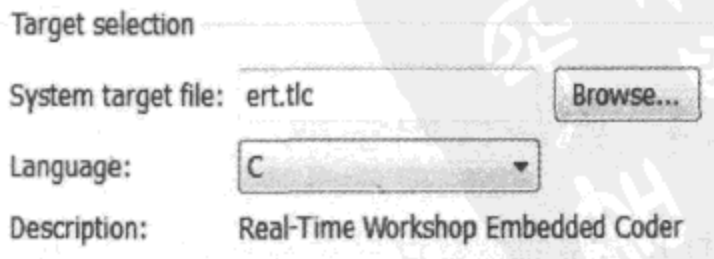 Target selection
System target file: ert.tlc Browse...
Language: C
Description: Real-Time Workshop Embedded Coder